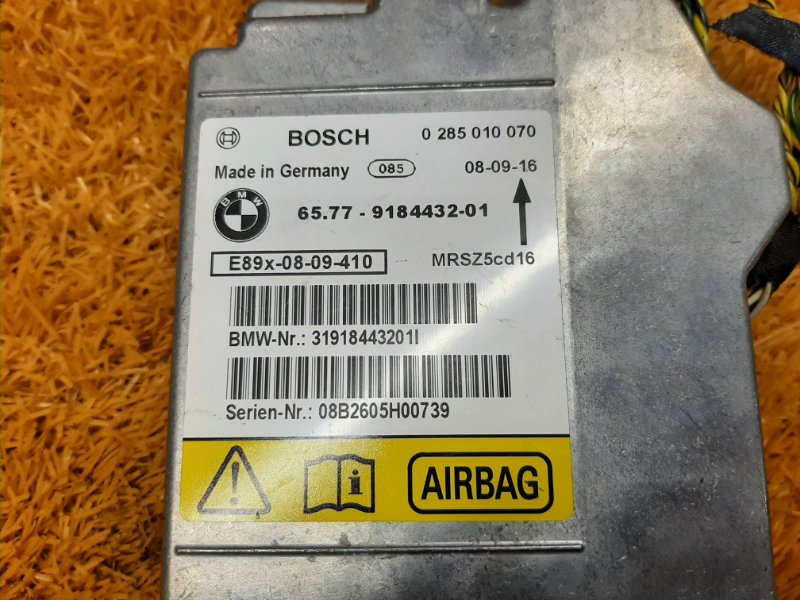 BOSCH 0 285 010 070
Made in Germany 085 08-09-16
BMW 65.77 - 9184432-01
E89x-08-09-410 MRSZ5cd16
BMW-Nr.: 31918443201I
Serien-Nr.: 08B2605H00739
AIRBAG